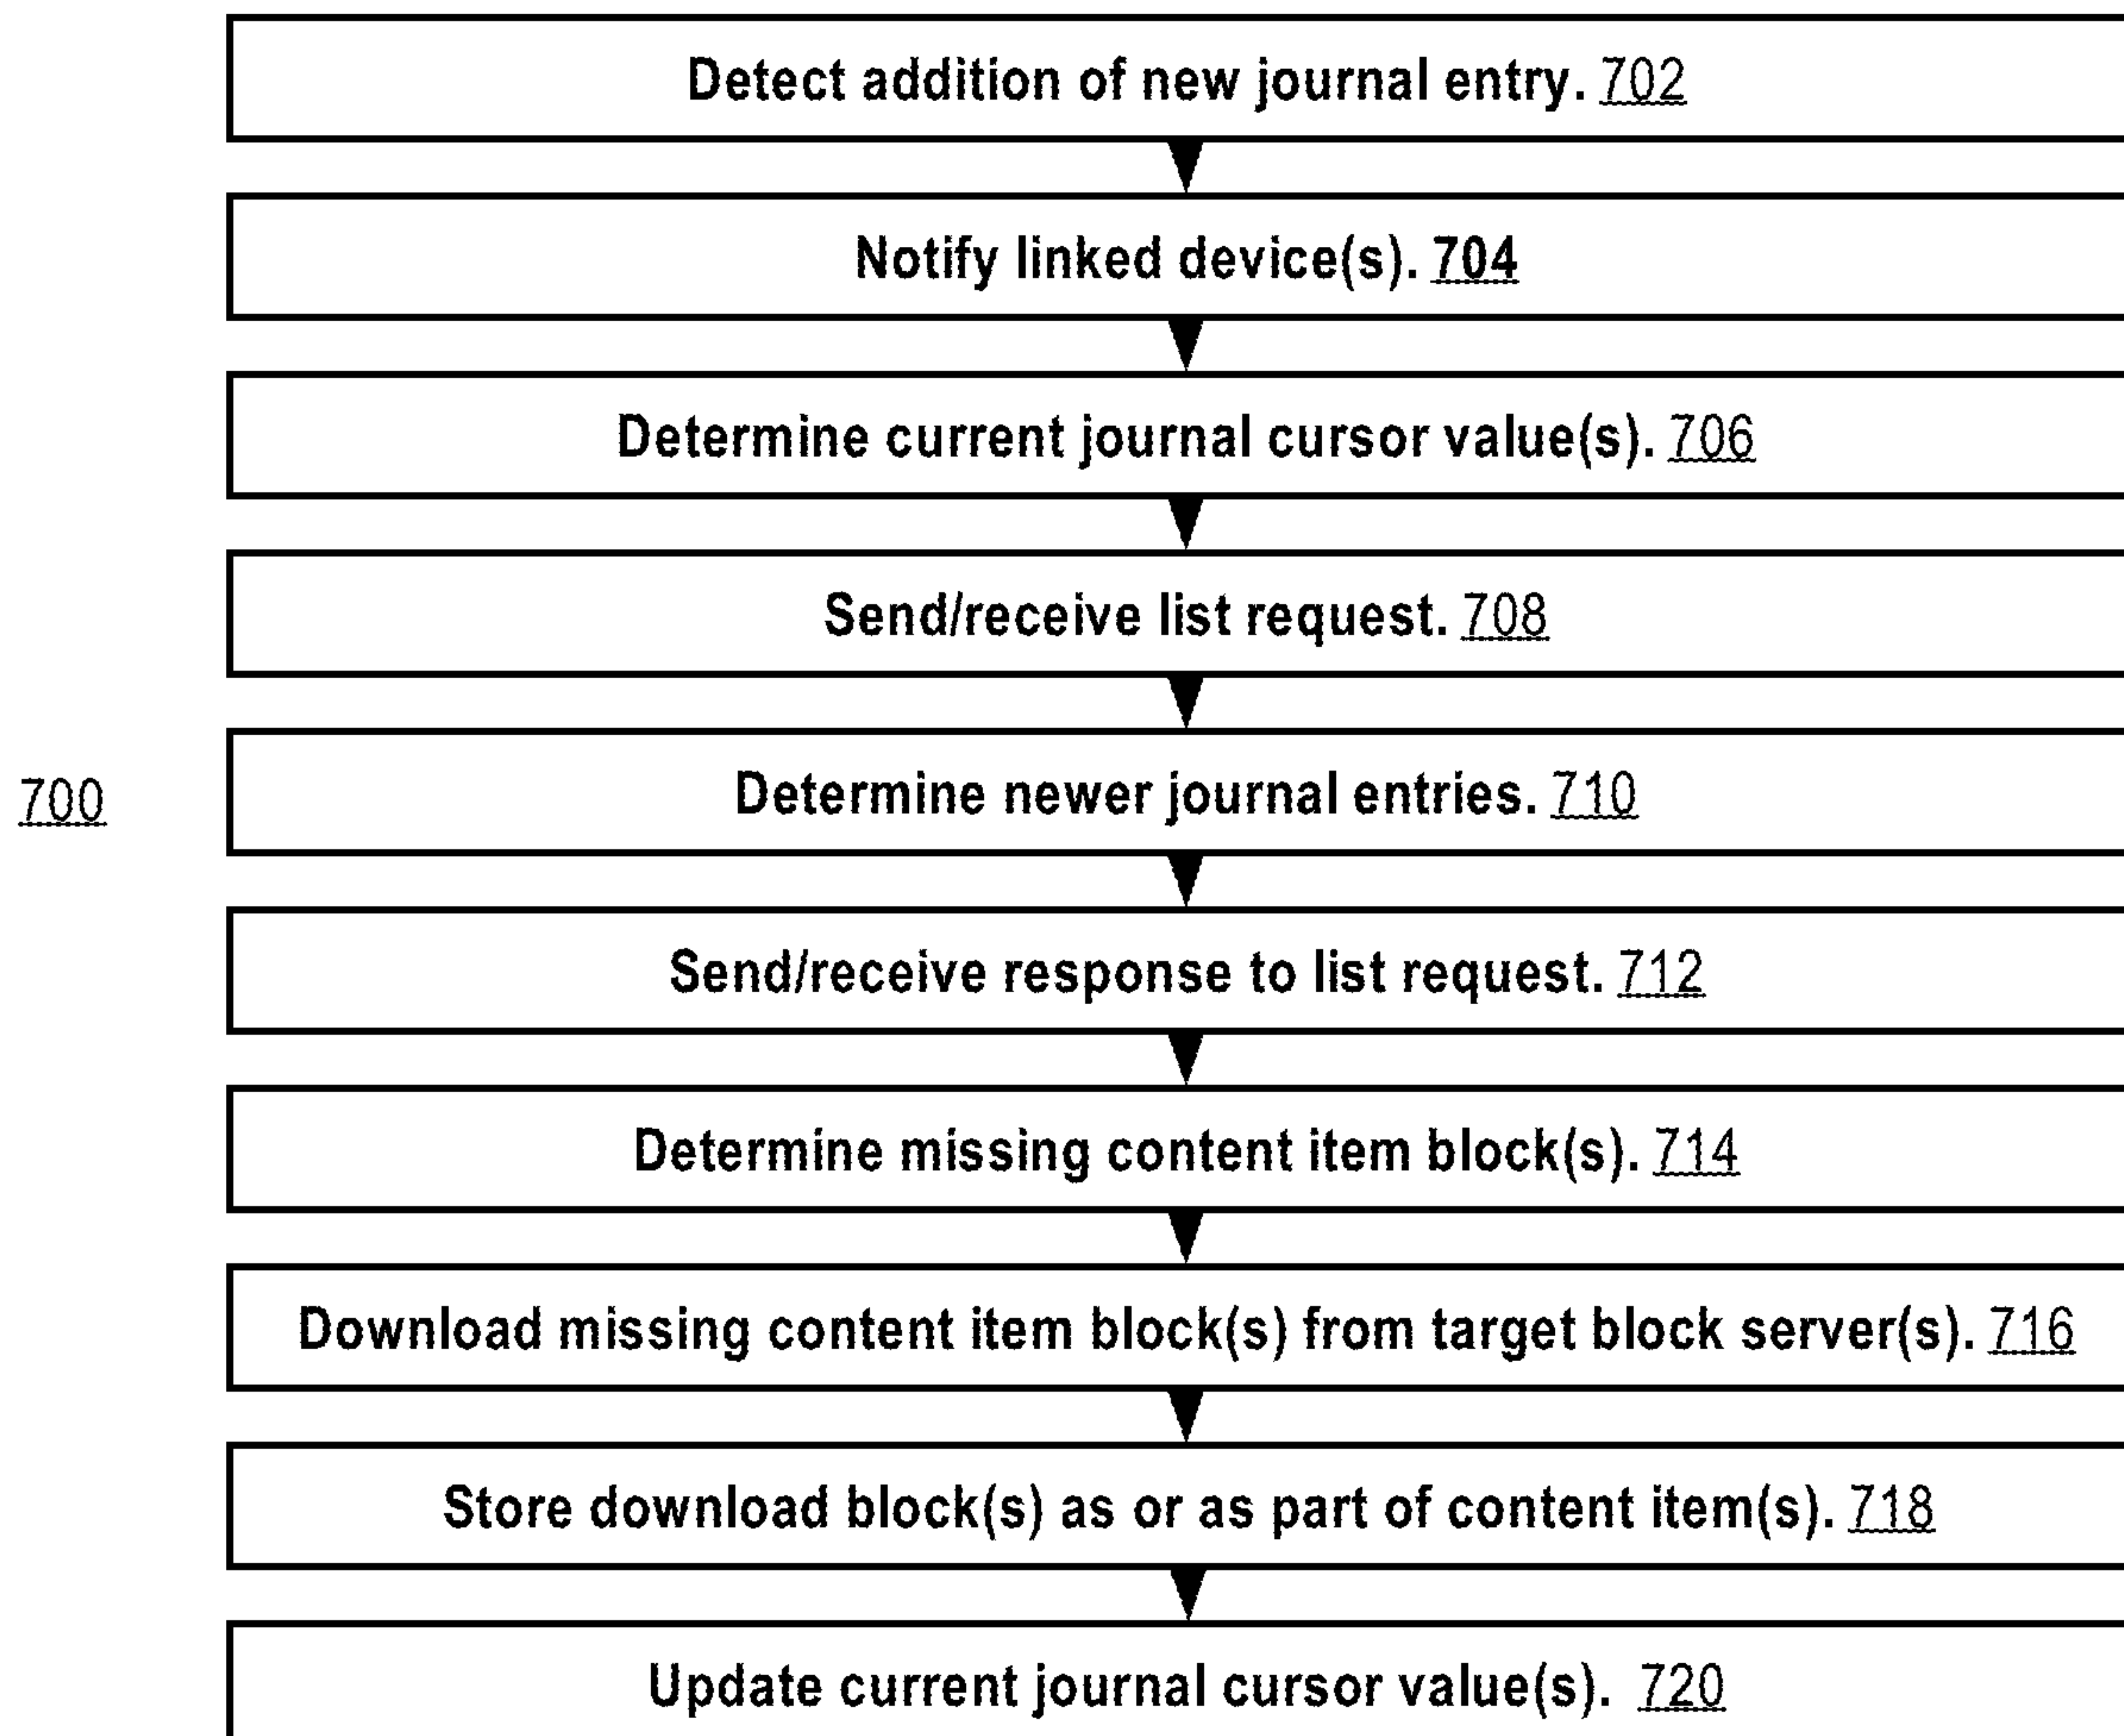 Detect addition of new journal entry. 702
Notify linked device(s). 704
Determine current journal cursor value(s). 706
Send/receive list request. 708
700
Determine newer journal entries. 710
Send/receive response to list request. 712
Determine missing content item block(s). 714
Download missing content item block(s) from target block server(s). 716
Store download block(s) as or as part of content item(s). 718
Update current journal cursor value(s). 720